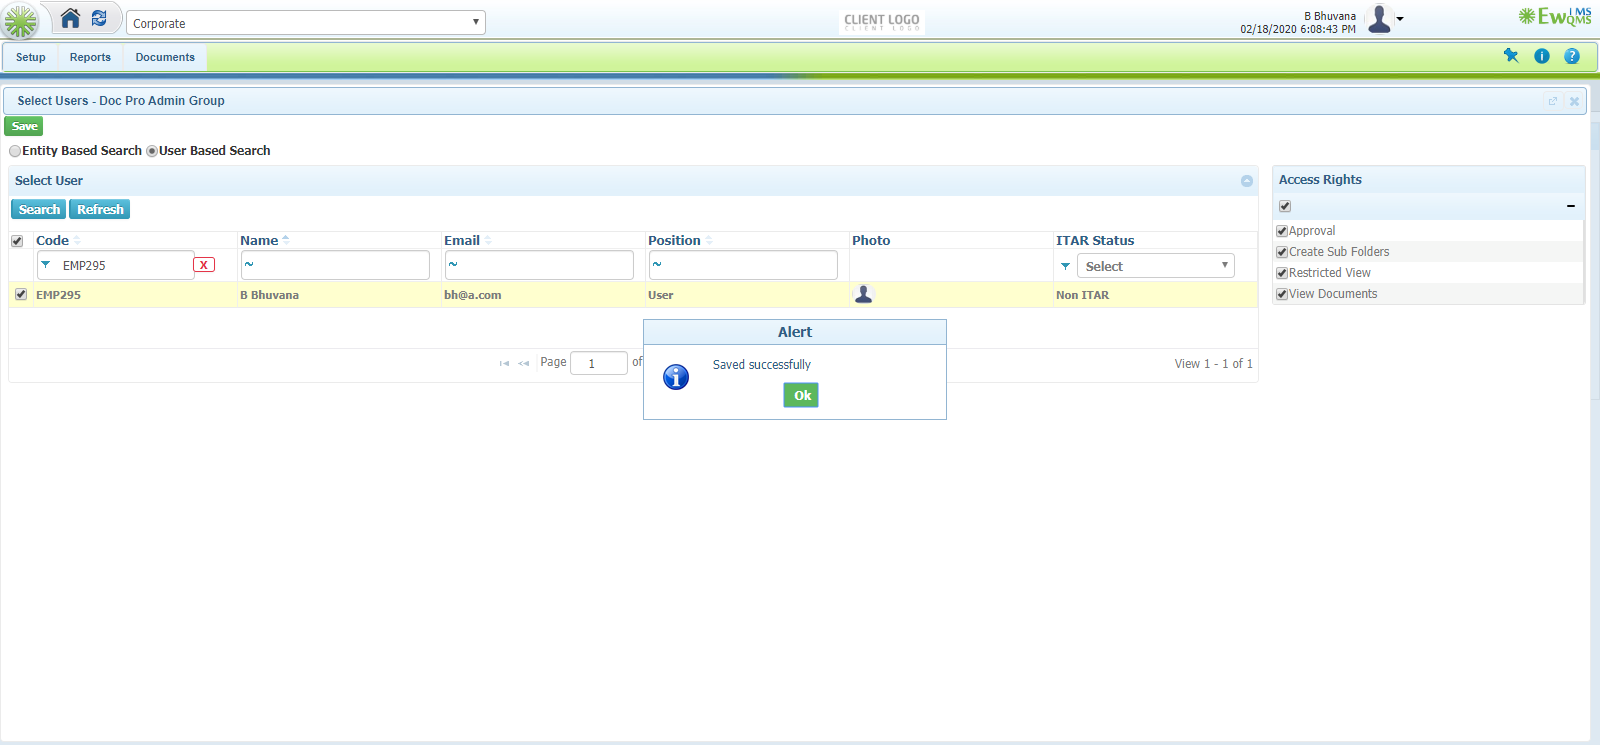 Corporate
CLIENT LOGO
CLIENT LOGO
B Bhuvana
02/18/2020 6:08:43 PM
EwIMS
QMS
Setup Reports Documents
Select Users - Doc Pro Admin Group
Save
Entity Based Search User Based Search
Select User
Search Refresh
Code Name Email Position Photo ITAR Status
EMP295 X ~ ~ ~ Select
EMP295 B Bhuvana bh@a.com User Non ITAR
Page 1 of
View 1 - 1 of 1
Access Rights
Approval
Create Sub Folders
Restricted View
View Documents
Alert
Saved successfully
Ok